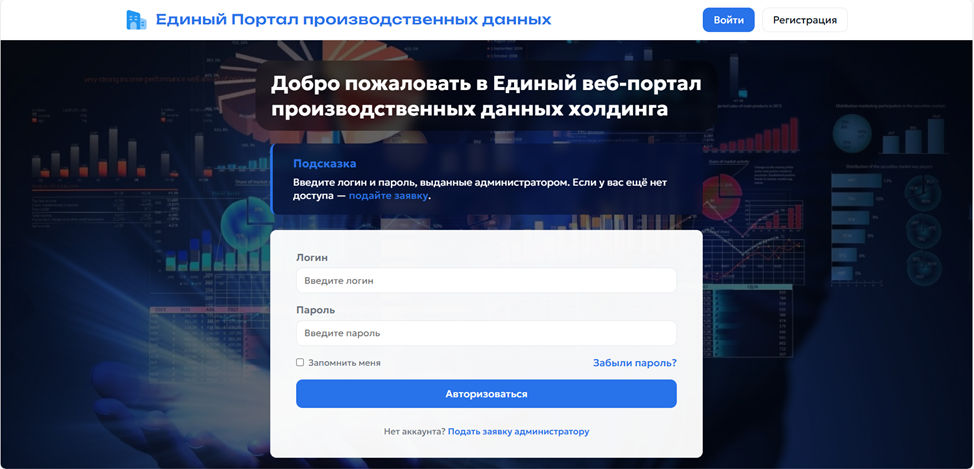 Единый Портал производственных данных
Войти
Регистрация
Добро пожаловать в Единый веб-портал
производственных данных холдинга
Подсказка
Введите логин и пароль, выданные администратором. Если у вас ещё нет
доступа — подайте заявку.
Логин
Введите логин
Пароль
Введите пароль
Запомнить меня
Забыли пароль?
Авторизоваться
Нет аккаунта? Подать заявку администратору